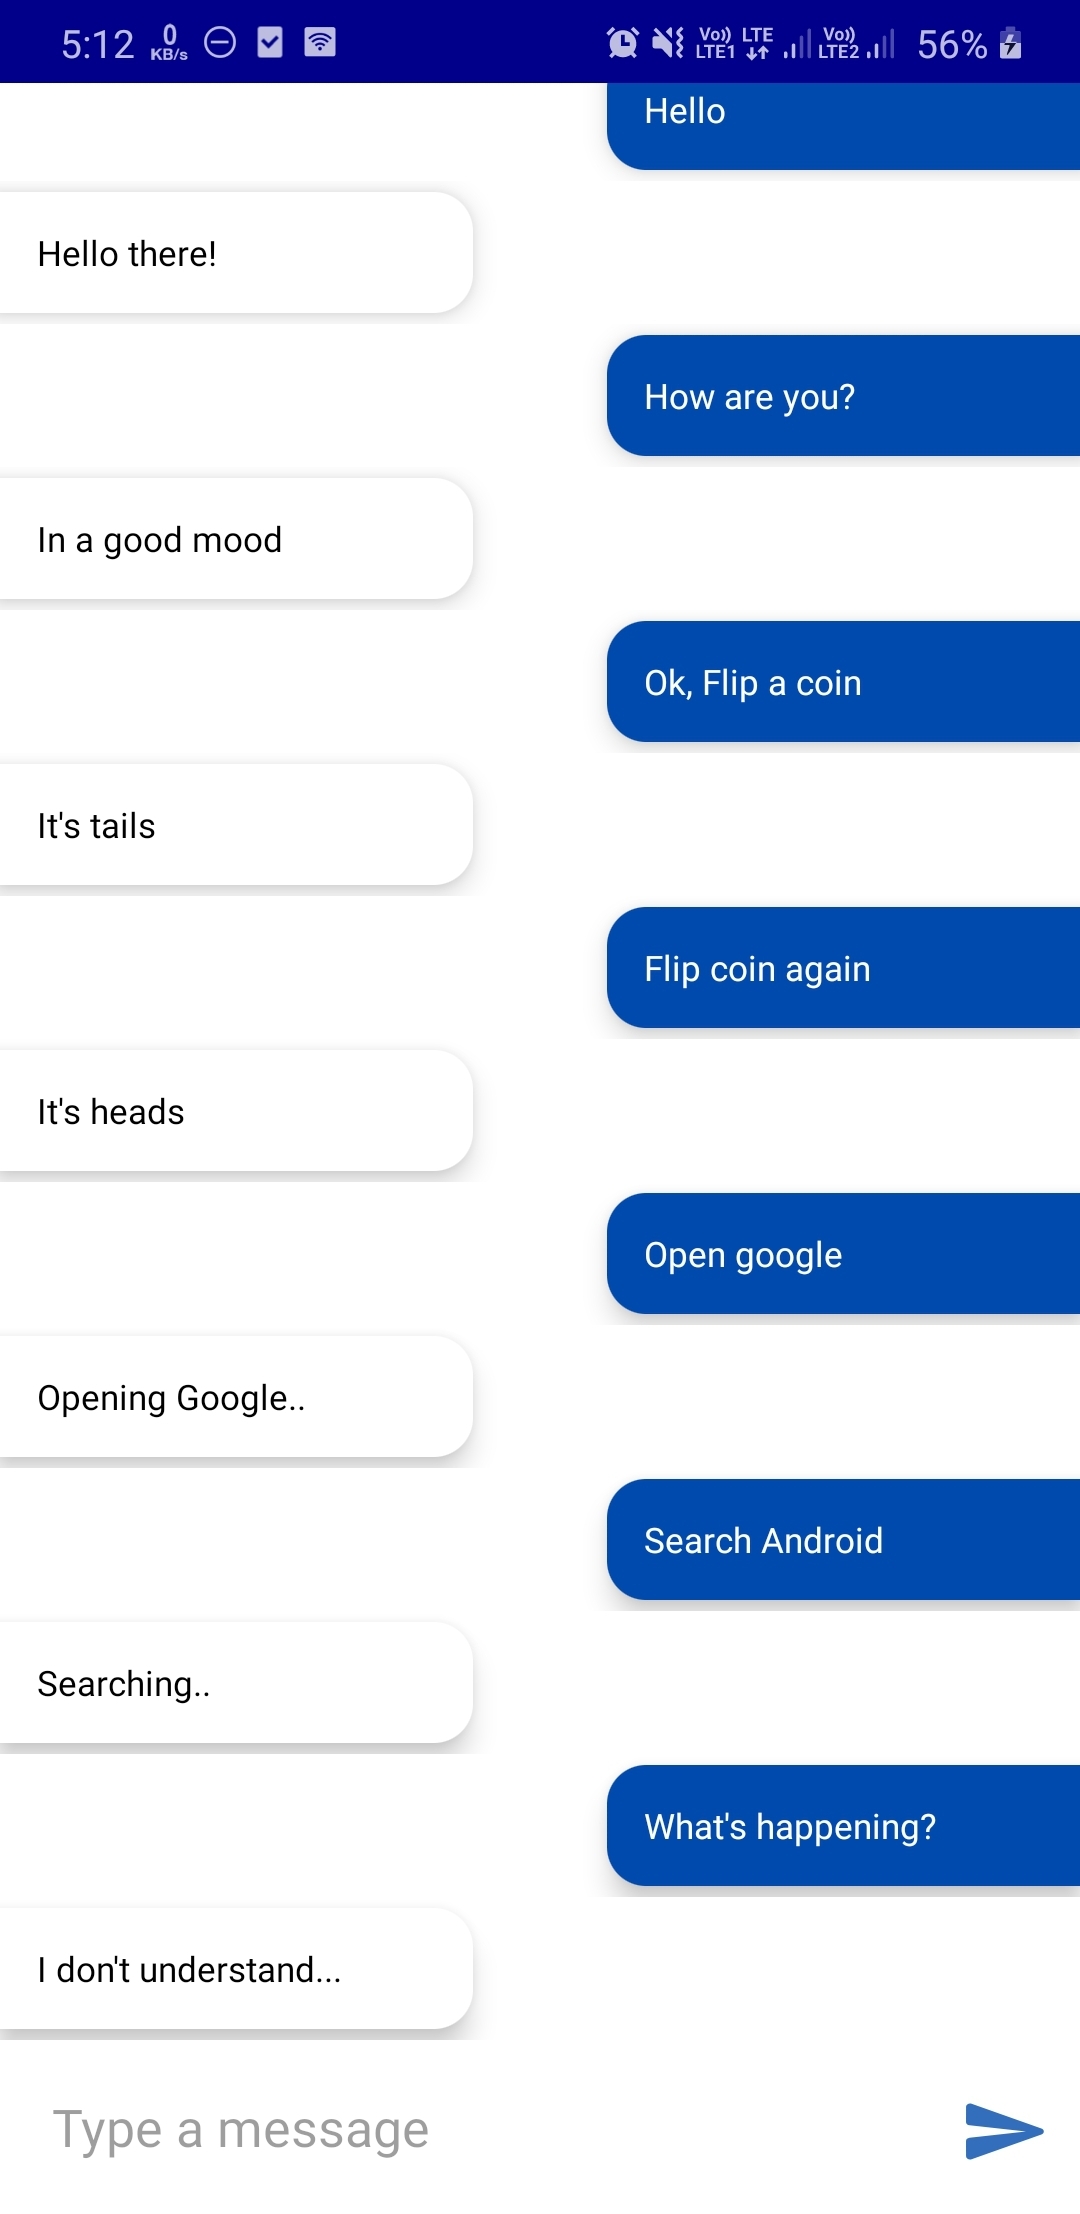 5:12 0 KB/s Vo)) LTE1 LTE Vo)) LTE2 56%
Hello
Hello there!
How are you?
In a good mood
Ok, Flip a coin
It's tails
Flip coin again
It's heads
Open google
Opening Google..
Search Android
Searching..
What's happening?
I don't understand...
Type a message